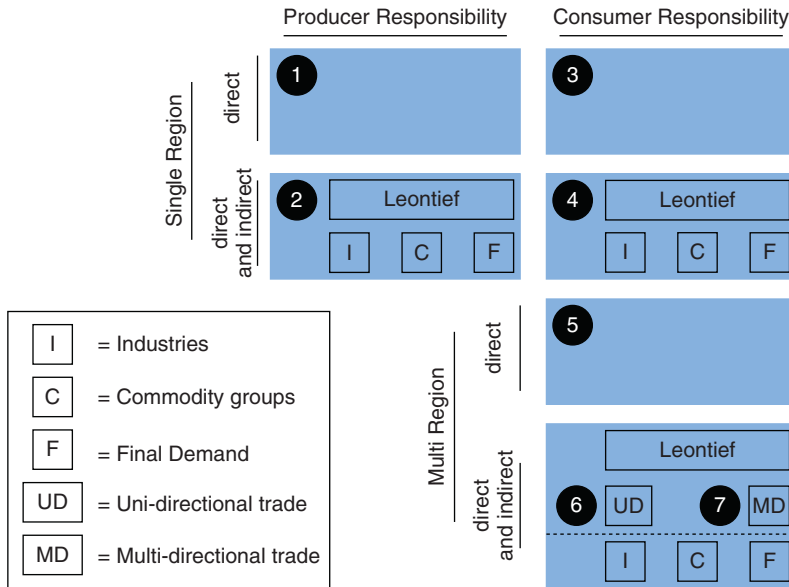 Producer Responsibility
Consumer Responsibility
Single Region
direct
1
3
direct
and indirect
2
Leontief
I C F
4
Leontief
I C F
Multi Region
direct
5
direct
and indirect
Leontief
6 UD 7 MD
I C F
I = Industries
C = Commodity groups
F = Final Demand
UD = Uni-directional trade
MD = Multi-directional trade